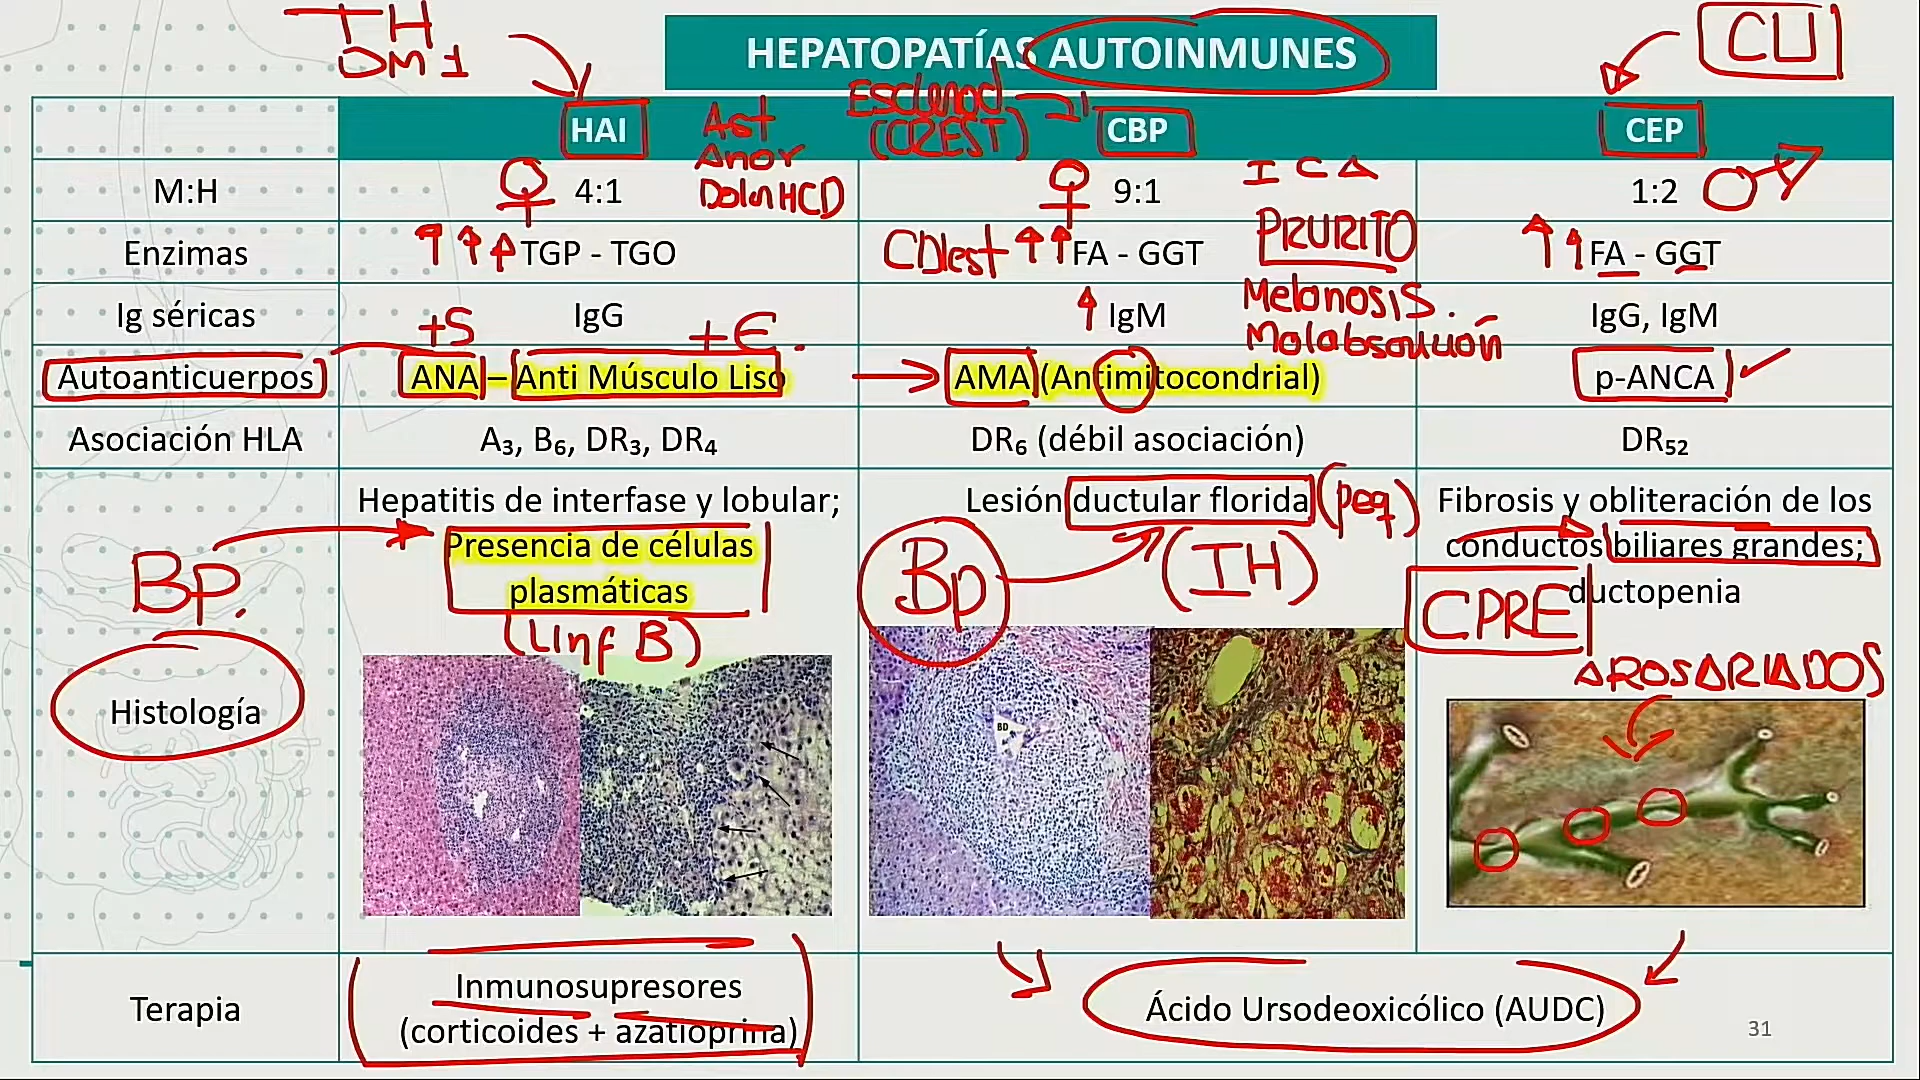 TH
DM 1
HEPATOPATÍAS AUTOINMUNES
CU
HAI
Ast
Anor
Dolor HCD
Esclerod.
(CREST)
CBP
CEP
M:H
4:1
9:1
I C A
1:2
Enzimas
TGP - TGO
Colest
FA - GGT
PRURITO
FA - GGT
Ig séricas
+S
IgG
+E.
IgM
Melanosis.
Malabsorción
IgG, IgM
Autoanticuerpos
ANA – Anti Músculo Liso
AMA (Antimitocondrial)
p-ANCA
Asociación HLA
A₃, B₆, DR₃, DR₄
DR₆ (débil asociación)
DR₅₂
Bp.
Histología
Hepatitis de interfase y lobular;
Presencia de células
plasmáticas
(Linf B)
Lesión ductular florida (peq)
Bp
(IH)
BD
Fibrosis y obliteración de los
conductos biliares grandes;
ductopenia
CPRE
AROSARIADOS
Terapia
Inmunosupresores
(corticoides + azatioprina)
Ácido Ursodeoxicólico (AUDC)
31